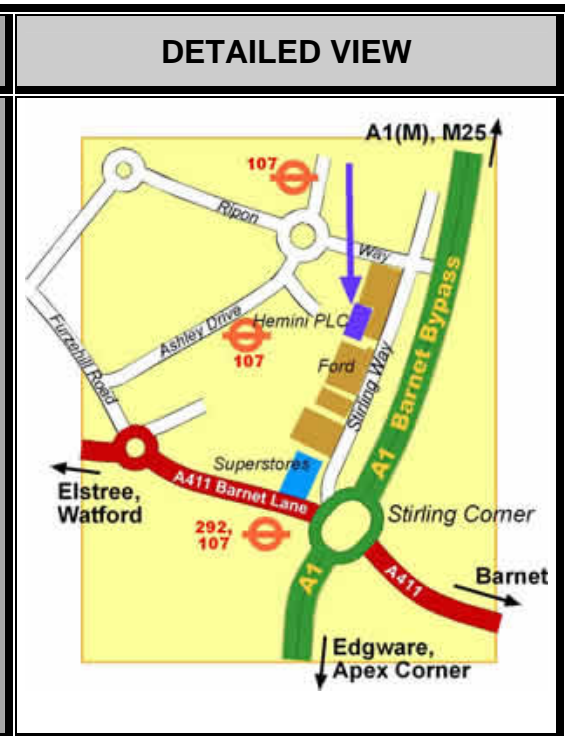 DETAILED VIEW
A1(M), M25
107
Ripon
Way
Hemini PLC
Ashley Drive
107
Ford
Furzehill Road
Stirling Way
A1 Barnet Bypass
Superstores
A411 Barnet Lane
Elstree,
Watford
292,
107
Stirling Corner
A1
A411
Barnet
Edgware,
Apex Corner